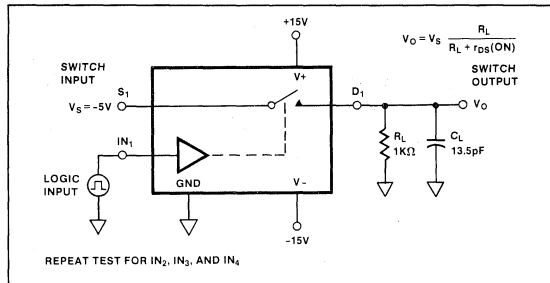 +15V
V_O = V_S R_L / (R_L + r_DS(ON))
SWITCH INPUT
SWITCH OUTPUT
V+
S_1
D_1
V_S = -5V
V_O
IN_1
R_L
1KΩ
C_L
13.5pF
LOGIC INPUT
GND
V-
-15V
REPEAT TEST FOR IN_2, IN_3, AND IN_4